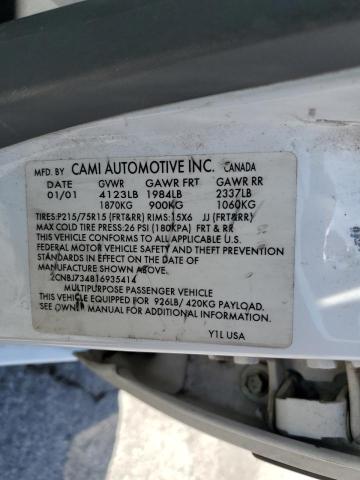 MFD. BY CAMI AUTOMOTIVE INC. CANADA
DATE GVWR GAWR FRT GAWR RR
01/01 4123LB 1984LB 2337LB
1870KG 900KG 1060KG
TIRES:P215/75R15 (FRT&RR) RIMS:15X6 JJ (FRT&RR)
MAX COLD TIRE PRESS:26 PSI (180KPA) FRT & RR
THIS VEHICLE CONFORMS TO ALL APPLICABLE U.S.
FEDERAL MOTOR VEHICLE SAFETY AND THEFT PREVENTION
STANDARDS IN EFFECT ON THE DATE OF MANUFACTURE
SHOWN ABOVE.
2CNBJ734816935414
MULTIPURPOSE PASSENGER VEHICLE
THIS VEHICLE EQUIPPED FOR 926LB/420KG PAYLOAD.
SEE OWNER MANUAL FOR ADDITIONAL INFORMATION.
Y1L USA